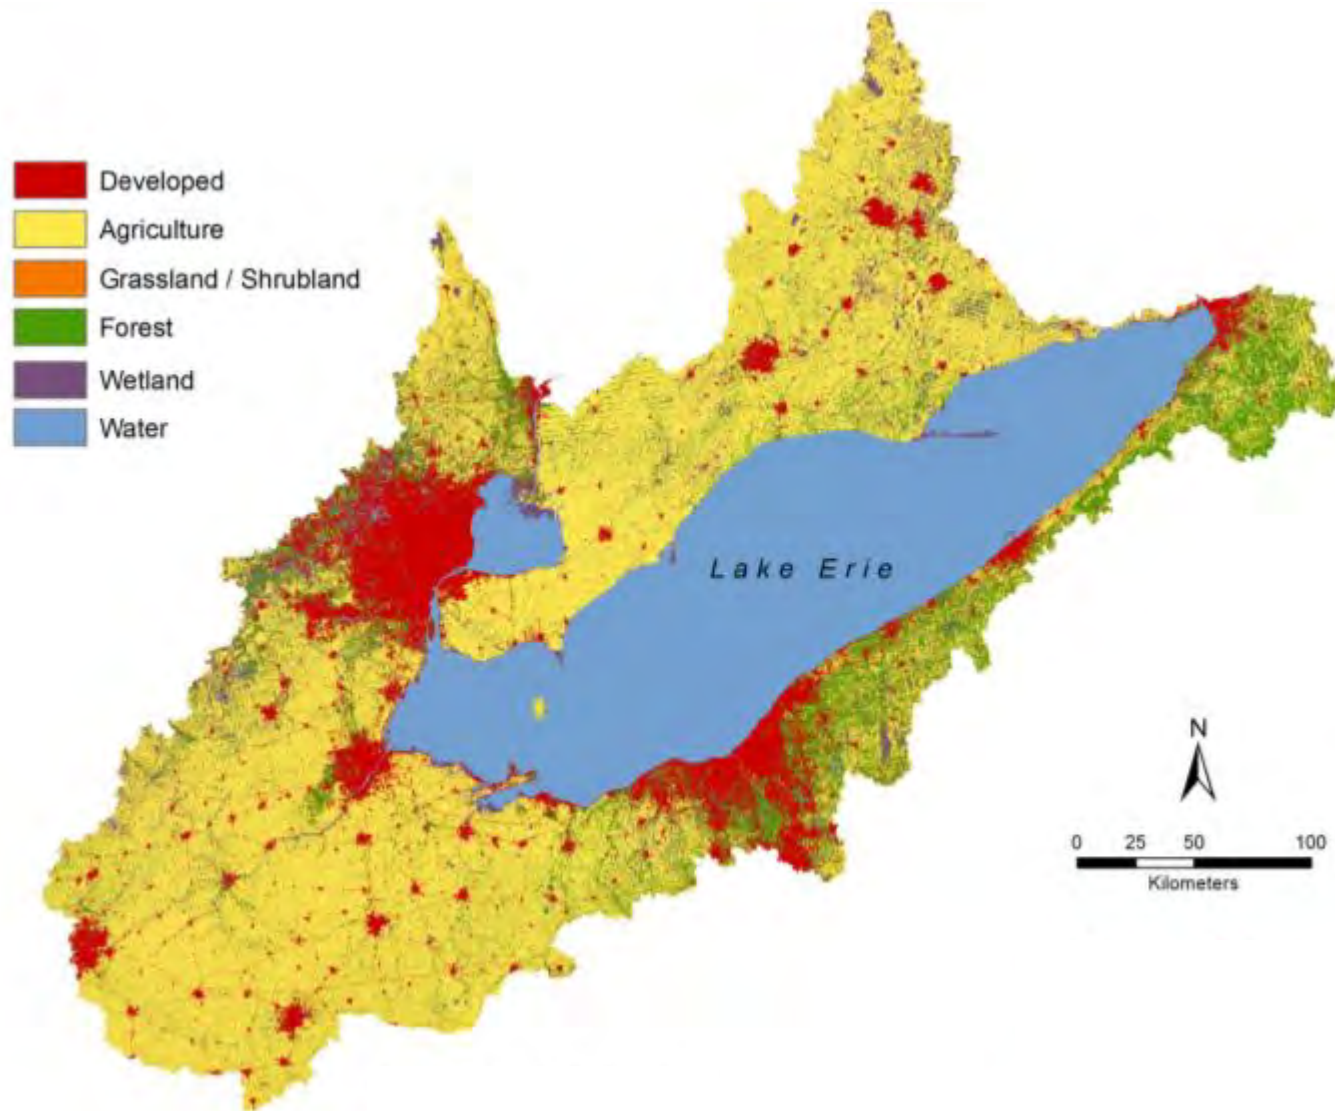 Developed
Agriculture
Grassland / Shrubland
Forest
Wetland
Water
Lake Erie
N
0 25 50 100
Kilometers